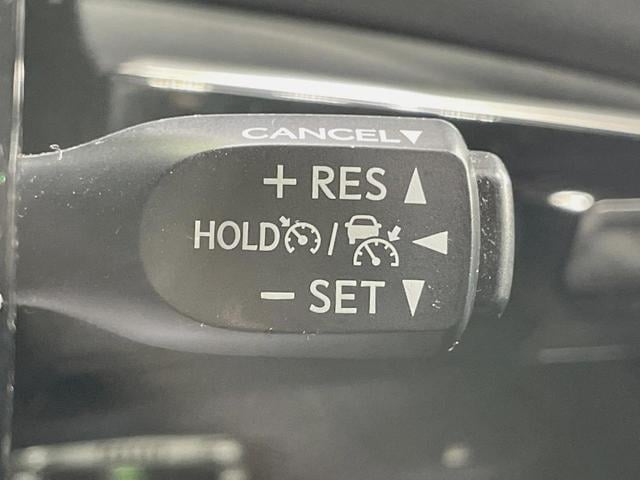 CANCEL▼
+ RES ▲
HOLD / ◀
− SET ▼